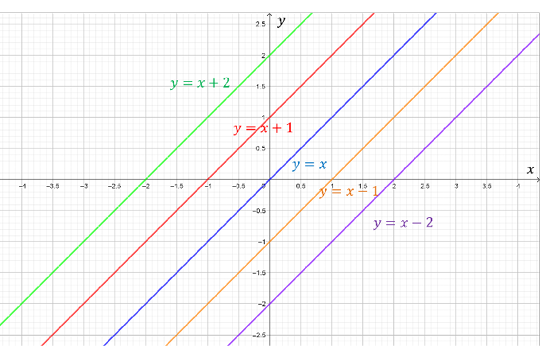 y
2.5
2
y = x + 2
1.5
1
y = x + 1
0.5
y = x
x
−4 −3.5 −3 −2.5 −2 −1.5 −1 −0.5 0 0.5 1 1.5 2 2.5 3 3.5 4
y = x − 1
−0.5
y = x − 2
−1
−1.5
−2
−2.5